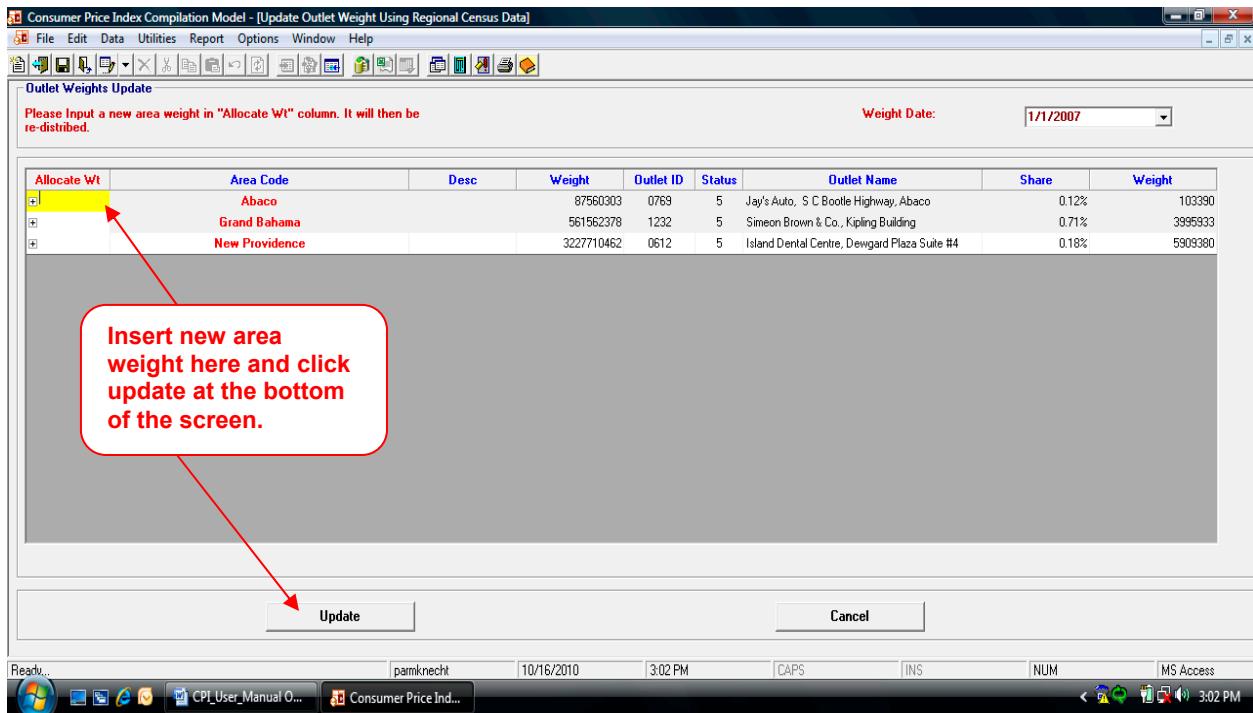 Consumer Price Index Compilation Model - [Update Outlet Weight Using Regional Census Data]
File Edit Data Utilities Report Options Window Help
Outlet Weights Update
Please Input a new area weight in "Allocate Wt" column. It will then be
re-distribed.
Weight Date: 1/1/2007
Allocate Wt Area Code Desc Weight Outlet ID Status Outlet Name Share Weight
Abaco 87560303 0769 5 Jay's Auto, S C Bootle Highway, Abaco 0.12% 103390
Grand Bahama 561562378 1232 5 Simeon Brown & Co., Kipling Building 0.71% 3995933
New Providence 3227710462 0612 5 Island Dental Centre, Dewgard Plaza Suite #4 0.18% 5909380
Insert new area
weight here and click
update at the bottom
of the screen.
Update Cancel
Ready... parmknecht 10/16/2010 3:02 PM CAPS INS NUM MS Access
CPI_User_Manual O... Consumer Price Ind... 3:02 PM